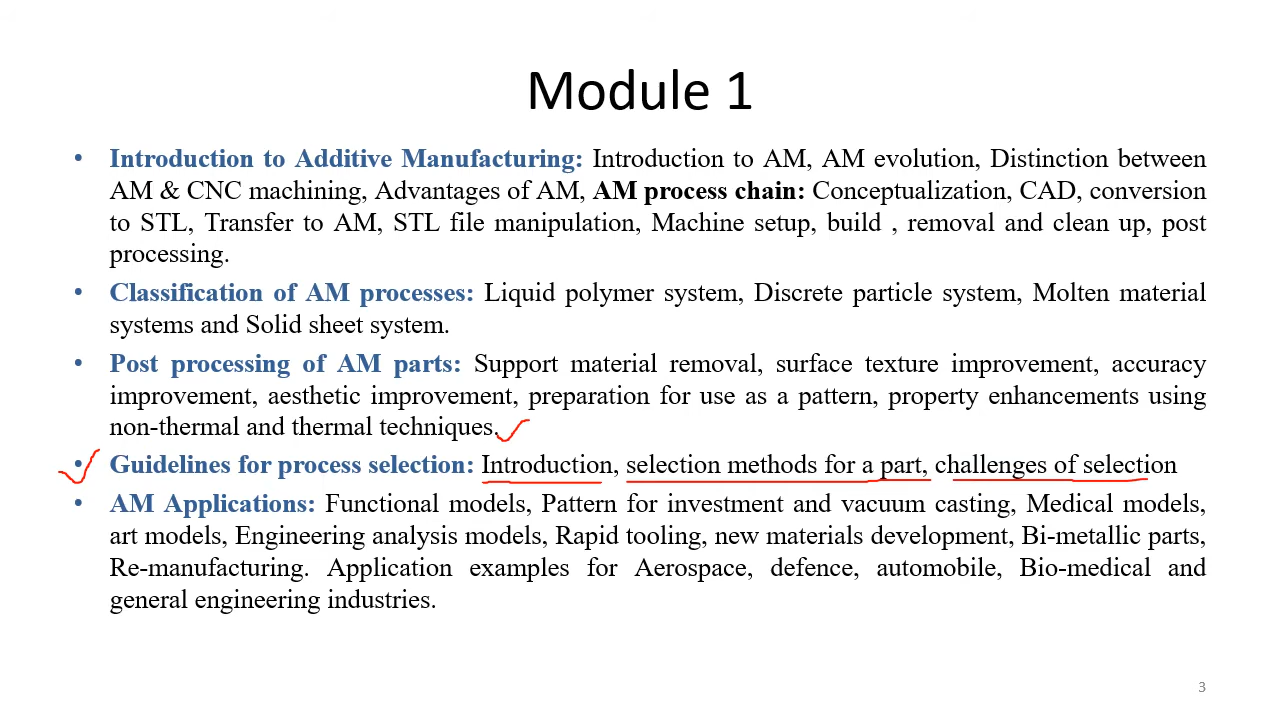 Module 1
• Introduction to Additive Manufacturing: Introduction to AM, AM evolution, Distinction between
AM & CNC machining, Advantages of AM, AM process chain: Conceptualization, CAD, conversion
to STL, Transfer to AM, STL file manipulation, Machine setup, build , removal and clean up, post
processing.
• Classification of AM processes: Liquid polymer system, Discrete particle system, Molten material
systems and Solid sheet system.
• Post processing of AM parts: Support material removal, surface texture improvement, accuracy
improvement, aesthetic improvement, preparation for use as a pattern, property enhancements using
non-thermal and thermal techniques.
• Guidelines for process selection: Introduction, selection methods for a part, challenges of selection
• AM Applications: Functional models, Pattern for investment and vacuum casting, Medical models,
art models, Engineering analysis models, Rapid tooling, new materials development, Bi-metallic parts,
Re-manufacturing. Application examples for Aerospace, defence, automobile, Bio-medical and
general engineering industries.
3